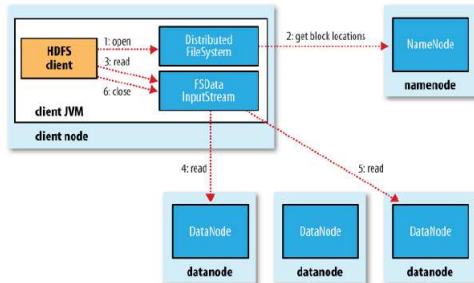 1: open
Distributed
FileSystem
2: get block locations
NameNode
namenode
HDFS
client
3: read
6: close
FSData
InputStream
client JVM
client node
4: read
5: read
DataNode
datanode
DataNode
datanode
DataNode
datanode